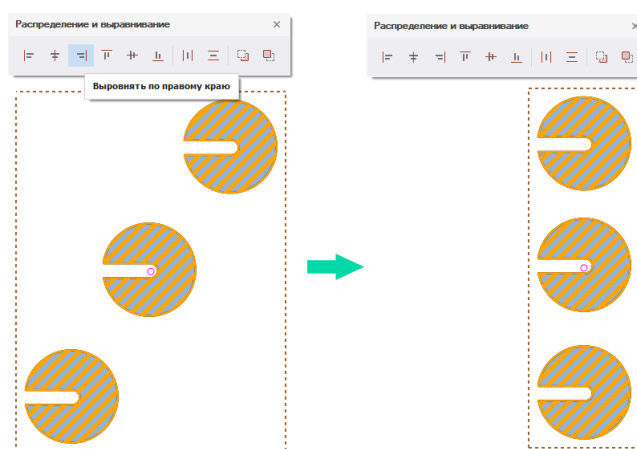 Распределение и выравнивание
Распределение и выравнивание
Выровнять по правому краю